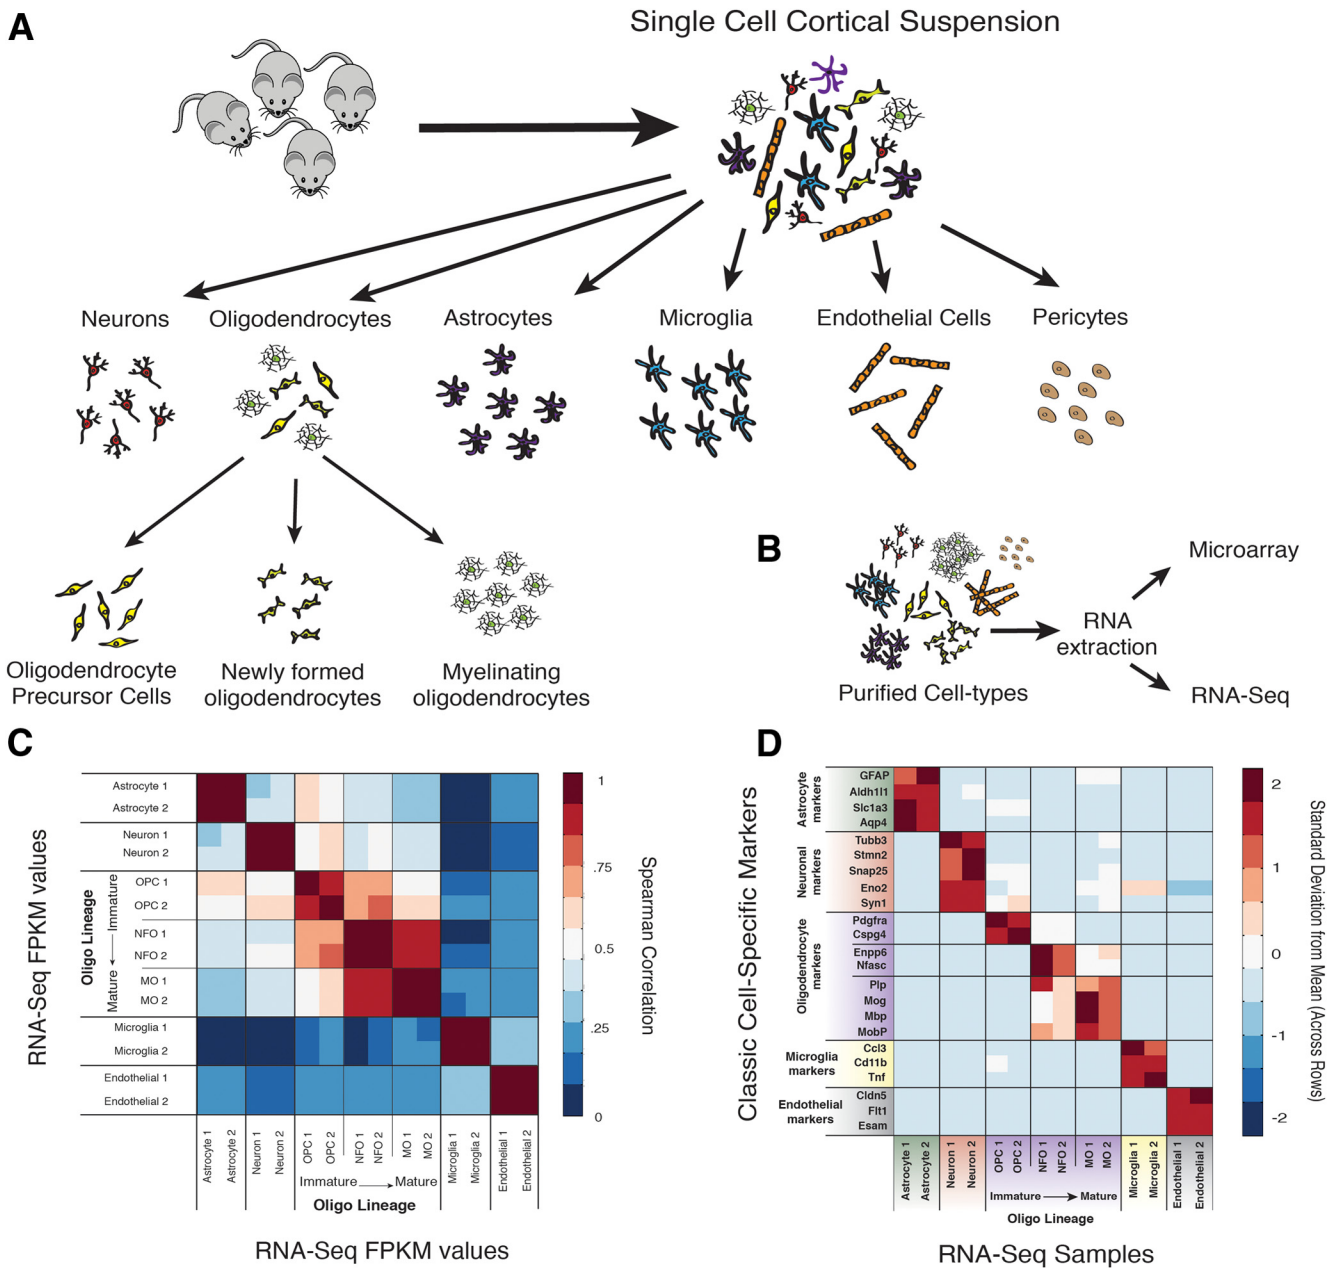 A
Single Cell Cortical Suspension
Neurons
Oligodendrocytes
Astrocytes
Microglia
Endothelial Cells
Pericytes
Oligodendrocyte
Precursor Cells
Newly formed
oligodendrocytes
Myelinating
oligodendrocytes
B
Purified Cell-types
RNA
extraction
Microarray
RNA-Seq
C
RNA-Seq FPKM values
Oligo Lineage
Mature
Immature
Astrocyte 1
Astrocyte 2
Neuron 1
Neuron 2
OPC 1
OPC 2
NFO 1
NFO 2
MO 1
MO 2
Microglia 1
Microglia 2
Endothelial 1
Endothelial 2
1
.75
0.5
.25
0
Spearman Correlation
Astrocyte 1
Astrocyte 2
Neuron 1
Neuron 2
OPC 1
OPC 2
NFO 1
NFO 2
MO 1
MO 2
Microglia 1
Microglia 2
Endothelial 1
Endothelial 2
Immature
Mature
Oligo Lineage
RNA-Seq FPKM values
D
Classic Cell-Specific Markers
Astrocyte
markers
GFAP
Aldh1l1
Slc1a3
Aqp4
Neuronal
markers
Tubb3
Stmn2
Snap25
Eno2
Syn1
Oligodendrocyte
markers
Pdgfra
Cspg4
Enpp6
Nfasc
Plp
Mog
Mbp
MobP
Microglia
markers
Ccl3
Cd11b
Tnf
Endothelial
markers
Cldn5
Flt1
Esam
2
1
0
-1
-2
Standard Deviation from Mean (Across Rows)
Astrocyte 1
Astrocyte 2
Neuron 1
Neuron 2
OPC 1
OPC 2
NFO 1
NFO 2
MO 1
MO 2
Microglia 1
Microglia 2
Endothelial 1
Endothelial 2
Immature
Mature
Oligo Lineage
RNA-Seq Samples